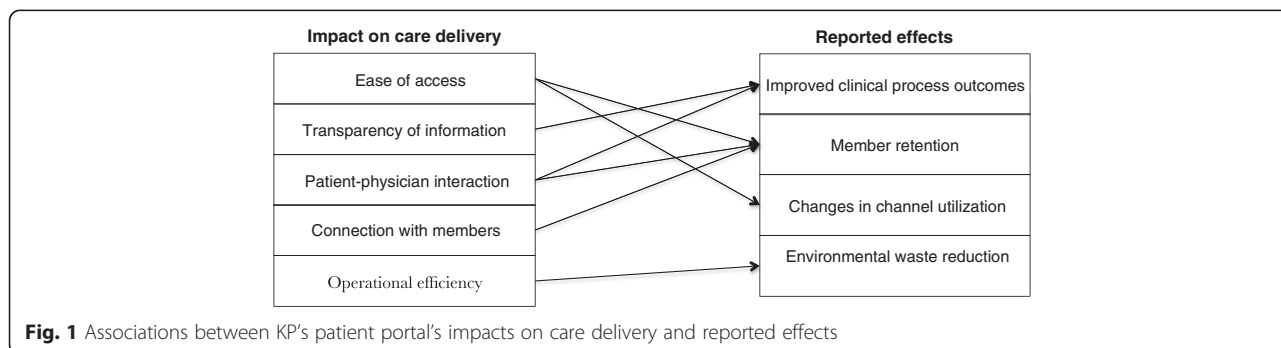 Impact on care delivery
Ease of access
Transparency of information
Patient-physician interaction
Connection with members
Operational efficiency
Reported effects
Improved clinical process outcomes
Member retention
Changes in channel utilization
Environmental waste reduction
Fig. 1 Associations between KP's patient portal's impacts on care delivery and reported effects